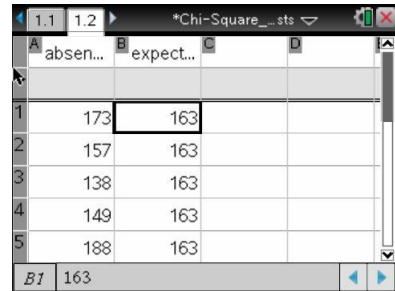 1.1 1.2 *Chi-Square_...sts
A absen... B expect... C D
1 173 163
2 157 163
3 138 163
4 149 163
5 188 163
B1 163